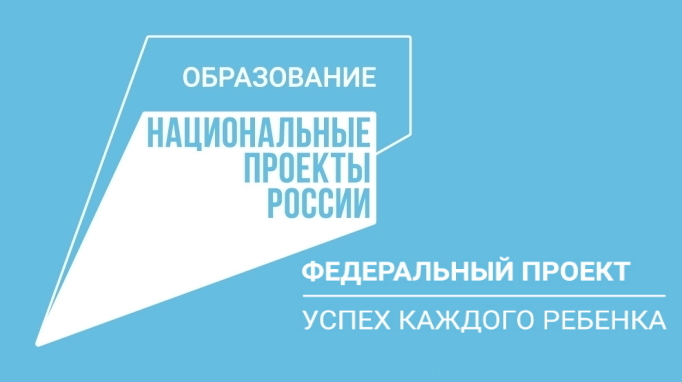 ОБРАЗОВАНИЕ
НАЦИОНАЛЬНЫЕ
ПРОЕКТЫ
РОССИИ
ФЕДЕРАЛЬНЫЙ ПРОЕКТ
УСПЕХ КАЖДОГО РЕБЕНКА